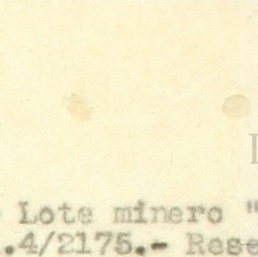 Lote minero "
.4/2175.- Rese